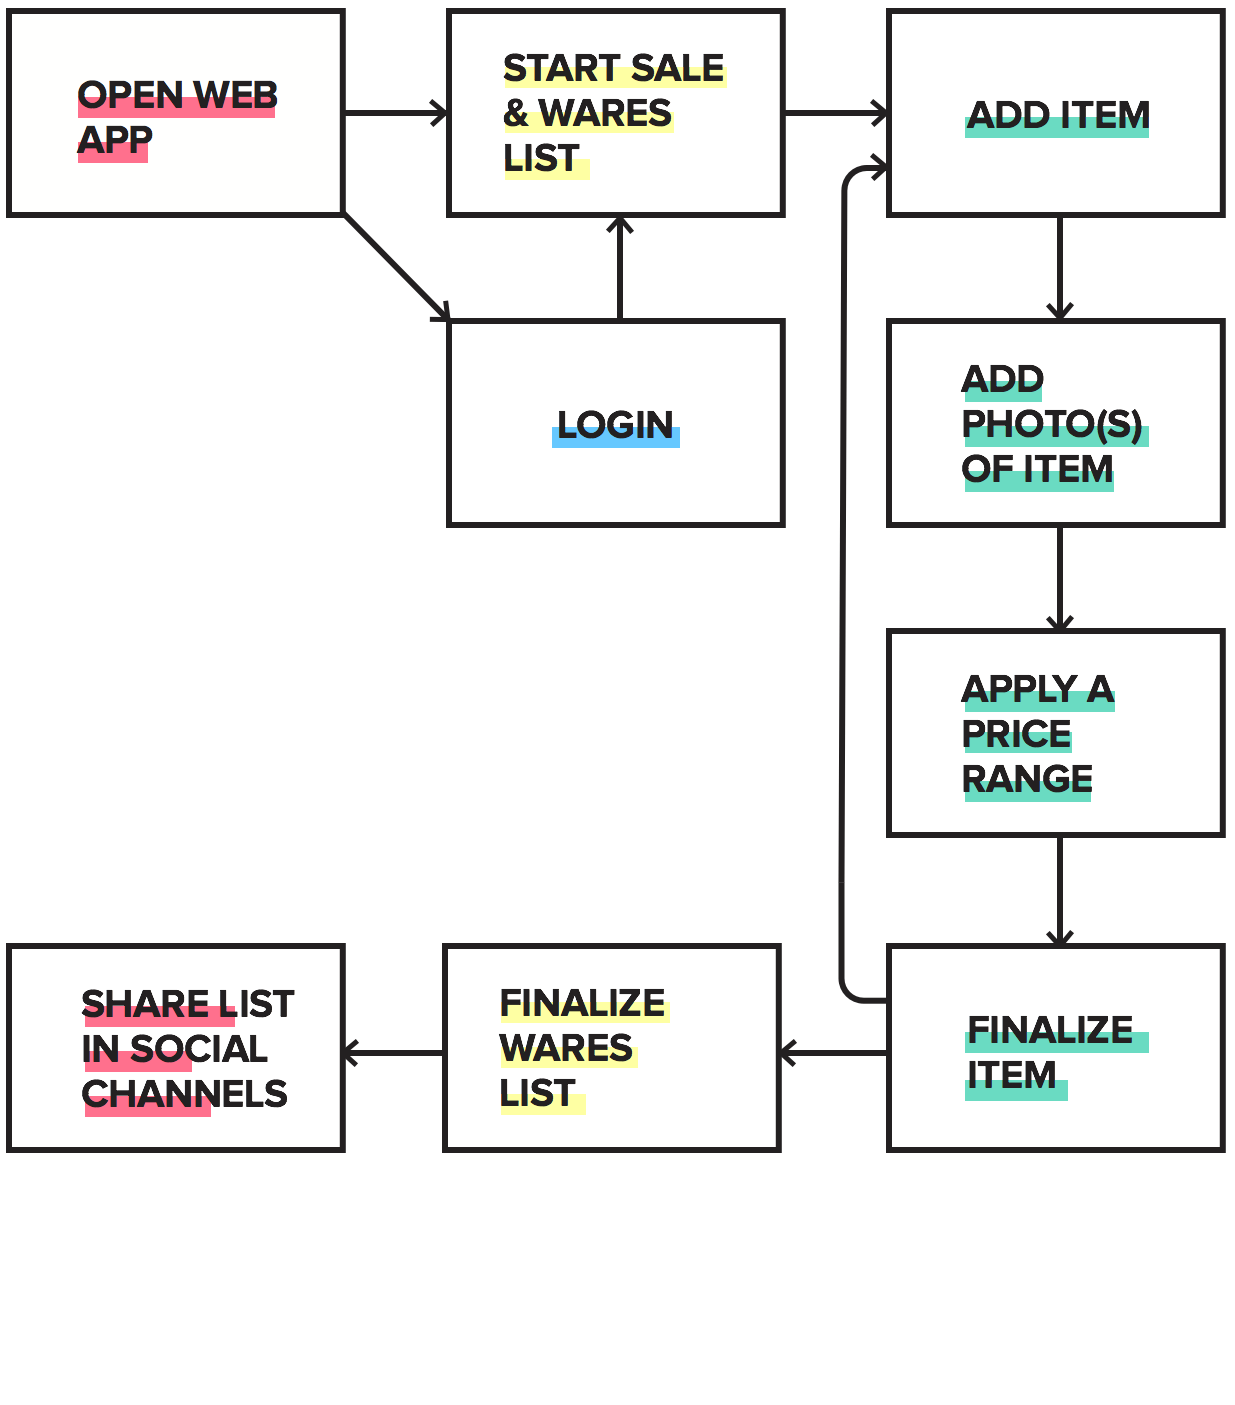 OPEN WEB
APP
START SALE
& WARES
LIST
ADD ITEM
LOGIN
ADD
PHOTO(S)
OF ITEM
APPLY A
PRICE
RANGE
FINALIZE
ITEM
FINALIZE
WARES
LIST
SHARE LIST
IN SOCIAL
CHANNELS